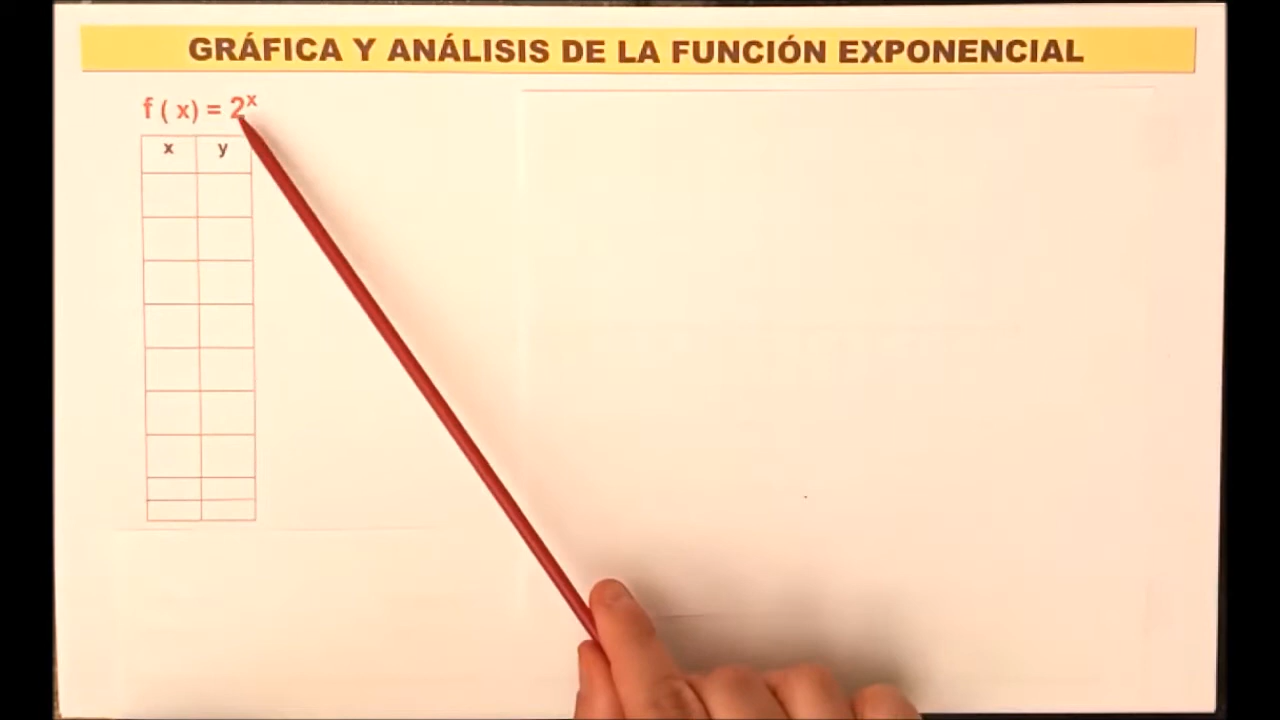 GRÁFICA Y ANÁLISIS DE LA FUNCIÓN EXPONENCIAL
f ( x) = 2ˣ
x y